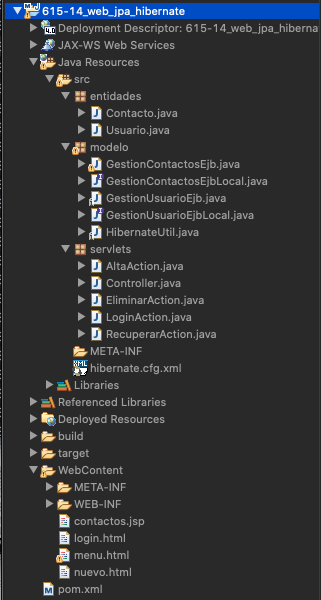 615-14_web_jpa_hibernate
Deployment Descriptor: 615-14_web_jpa_hiberna
JAX-WS Web Services
Java Resources
src
entidades
Contacto.java
Usuario.java
modelo
GestionContactosEjb.java
GestionContactosEjbLocal.java
GestionUsuarioEjb.java
GestionUsuarioEjbLocal.java
HibernateUtil.java
servlets
AltaAction.java
Controller.java
EliminarAction.java
LoginAction.java
RecuperarAction.java
META-INF
hibernate.cfg.xml
Libraries
Referenced Libraries
Deployed Resources
build
target
WebContent
META-INF
WEB-INF
contactos.jsp
login.html
menu.html
nuevo.html
pom.xml